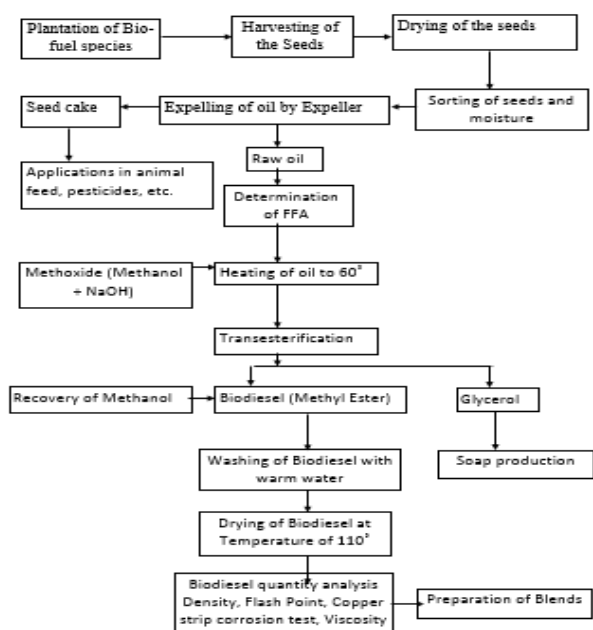 Plantation of Bio-
fuel species
Harvesting
of the Seeds
Drying of the seeds
Seed cake
Expelling of oil by Expeller
Sorting of seeds and
moisture
Applications in animal
feed, pesticides, etc.
Raw oil
Determination
of FFA
Methoxide (Methanol
+ NaOH)
Heating of oil to 60°
Transesterification
Recovery of Methanol
Biodiesel (Methyl Ester)
Glycerol
Washing of Biodiesel with
warm water
Soap production
Drying of Biodiesel at
Temperature of 110°
Biodiesel quantity analysis
Density, Flash Point, Copper
strip corrosion test, Viscosity
Preparation of Blends